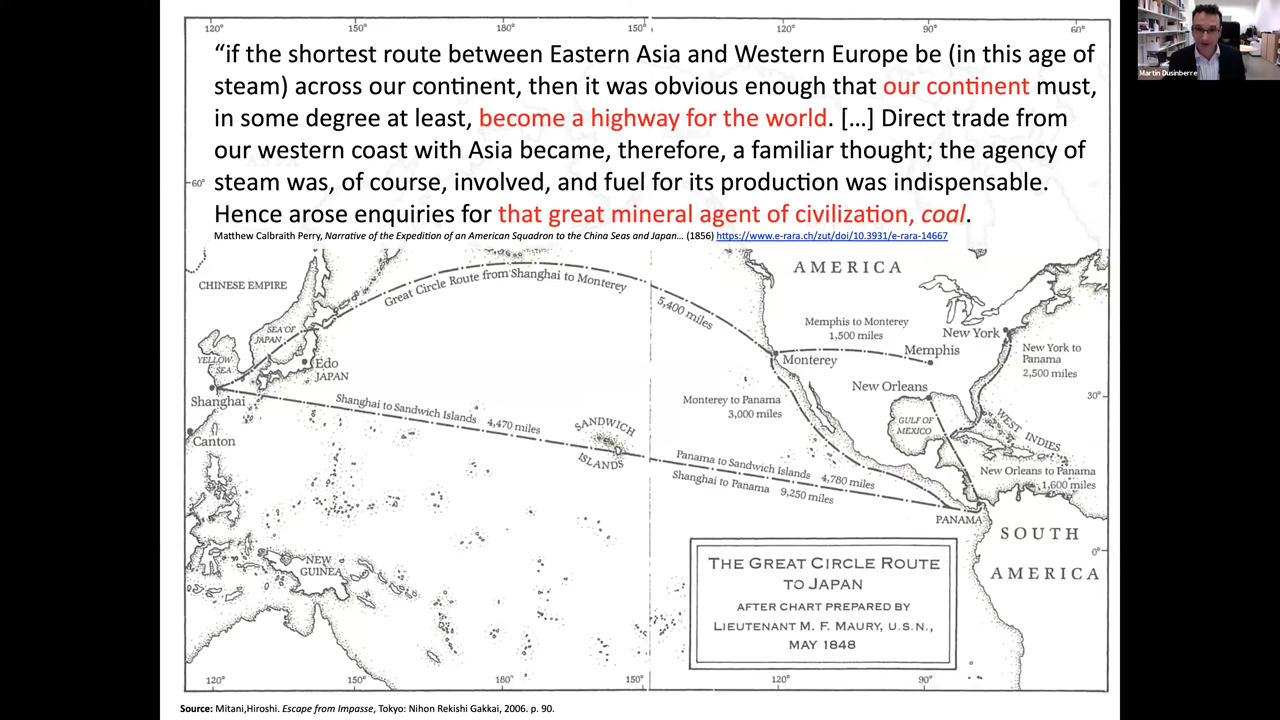 120° 150° 180° 150° 120° 90° 60°
“if the shortest route between Eastern Asia and Western Europe be (in this age of
steam) across our continent, then it was obvious enough that our continent must,
in some degree at least, become a highway for the world. […] Direct trade from
our western coast with Asia became, therefore, a familiar thought; the agency of
steam was, of course, involved, and fuel for its production was indispensable.
Hence arose enquiries for that great mineral agent of civilization, coal.
Matthew Calbraith Perry, Narrative of the Expedition of an American Squadron to the China Seas and Japan… (1856) https://www.e-rara.ch/zut/doi/10.3931/e-rara-14667
Martin Dusinberre
60°
CHINESE EMPIRE
SEA OF
JAPAN
YELLOW
SEA
Edo
JAPAN
Shanghai
Canton
Great Circle Route from Shanghai to Monterey
5,400 miles
AMERICA
Memphis to Monterey
1,500 miles
New York
Memphis
Monterey
New York to
Panama
2,500 miles
New Orleans
Monterey to Panama
3,000 miles
30°
GULF OF
MEXICO
WEST INDIES
Shanghai to Sandwich Islands 4,470 miles
SANDWICH
ISLANDS
Panama to Sandwich Islands 4,780 miles
Shanghai to Panama 9,250 miles
New Orleans to Panama
1,600 miles
PANAMA
SOUTH
AMERICA
0°
NEW
GUINEA
THE GREAT CIRCLE ROUTE
TO JAPAN
AFTER CHART PREPARED BY
LIEUTENANT M. F. MAURY, U.S.N.,
MAY 1848
120° 150° 180° 150° 120° 90°
Source: Mitani,Hiroshi. Escape from Impasse, Tokyo: Nihon Rekishi Gakkai, 2006. p. 90.